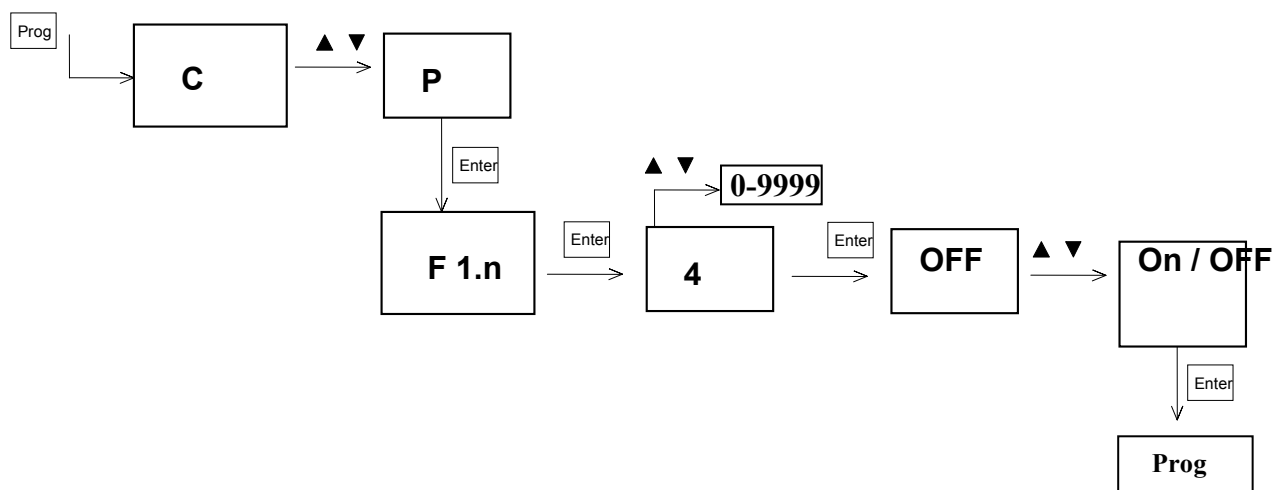 Prog
C
▲ ▼
P
Enter
F 1.n
Enter
▲ ▼
0-9999
4
Enter
OFF
▲ ▼
On / OFF
Enter
Prog